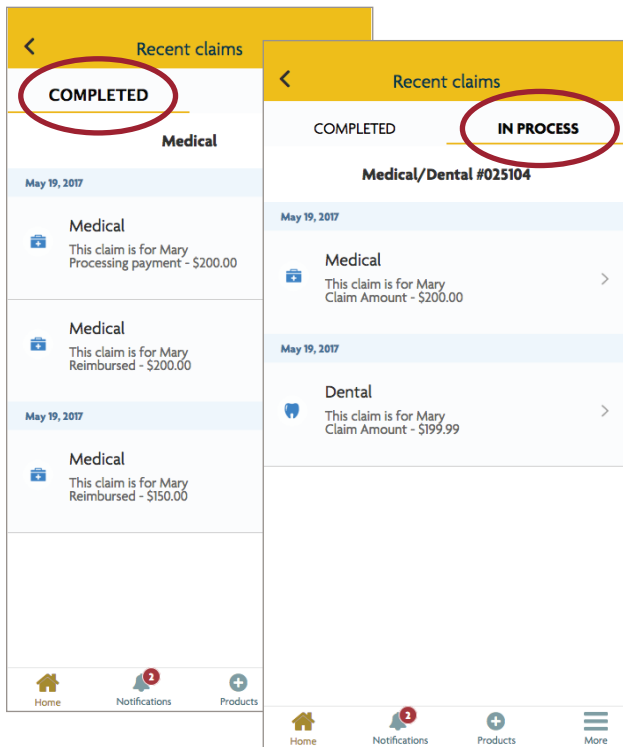 Recent claims
COMPLETED
Medical
May 19, 2017
Medical
This claim is for Mary
Processing payment - $200.00
Medical
This claim is for Mary
Reimbursed - $200.00
May 19, 2017
Medical
This claim is for Mary
Reimbursed - $150.00
Home
Notifications
2
Products
Recent claims
COMPLETED
IN PROCESS
Medical/Dental #025104
May 19, 2017
Medical
This claim is for Mary
Claim Amount - $200.00
May 19, 2017
Dental
This claim is for Mary
Claim Amount - $199.99
Home
Notifications
2
Products
More